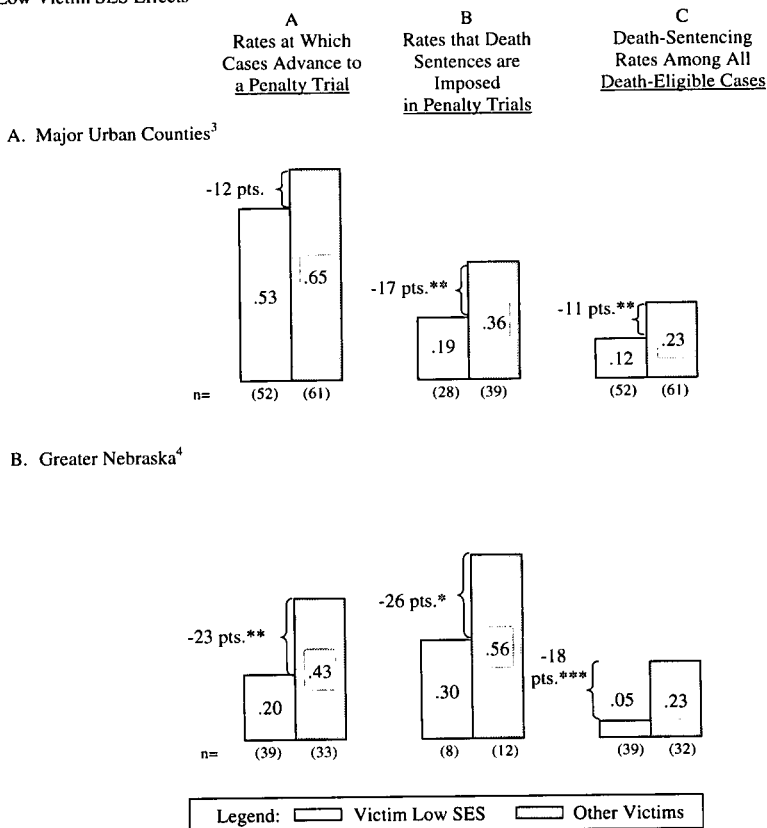 Low Victim SES Effects
A B C
Rates at Which Rates that Death Death-Sentencing
Cases Advance to Sentences are Rates Among All
a Penalty Trial Imposed Death-Eligible Cases
in Penalty Trials
A. Major Urban Counties³
-12 pts.
.53 .65
-17 pts.**
.19 .36
-11 pts.**
.12 .23
n= (52) (61) (28) (39) (52) (61)
B. Greater Nebraska⁴
-23 pts.**
.20 .43
-26 pts.*
.30 .56
-18
pts.***
.05 .23
n= (39) (33) (8) (12) (39) (32)
Legend: Victim Low SES Other Victims